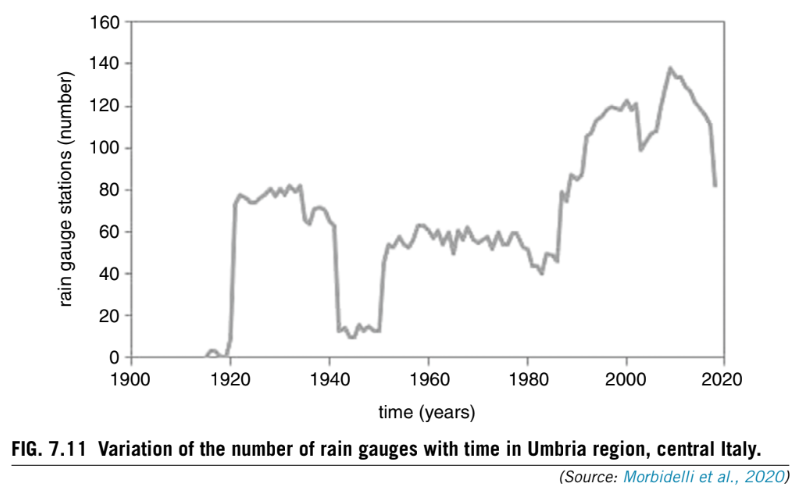 160
140
120
100
80
60
40
20
0
rain gauge stations (number)
1900 1920 1940 1960 1980 2000 2020
time (years)
FIG. 7.11 Variation of the number of rain gauges with time in Umbria region, central Italy.
(Source: Morbidelli et al., 2020)